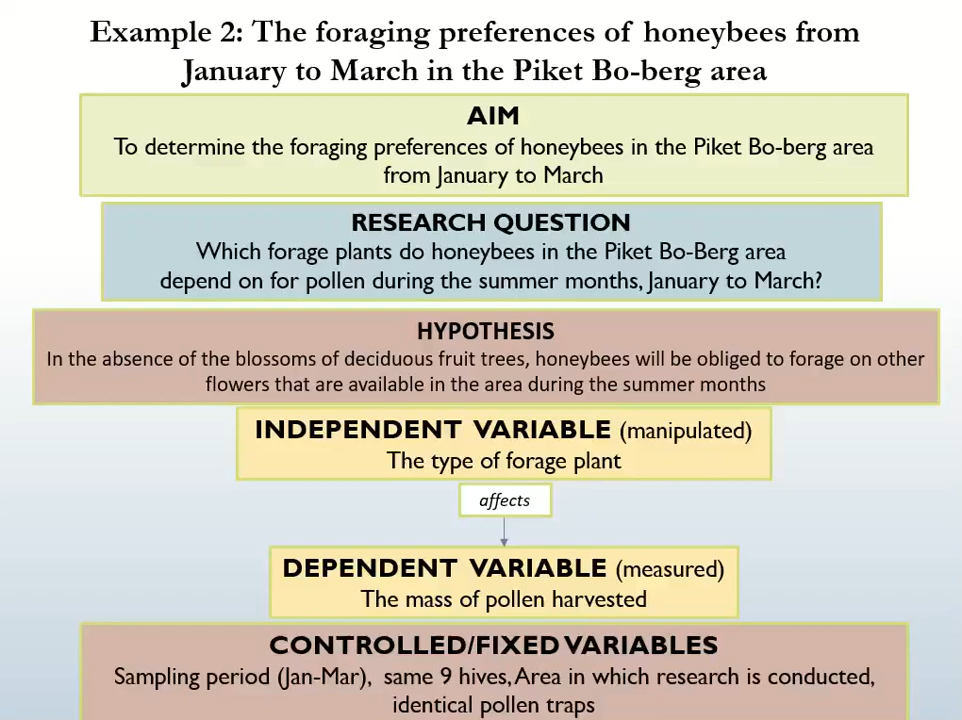 Example 2: The foraging preferences of honeybees from
January to March in the Piket Bo-berg area
AIM
To determine the foraging preferences of honeybees in the Piket Bo-berg area
from January to March
RESEARCH QUESTION
Which forage plants do honeybees in the Piket Bo-Berg area
depend on for pollen during the summer months, January to March?
HYPOTHESIS
In the absence of the blossoms of deciduous fruit trees, honeybees will be obliged to forage on other
flowers that are available in the area during the summer months
INDEPENDENT VARIABLE (manipulated)
The type of forage plant
affects
DEPENDENT VARIABLE (measured)
The mass of pollen harvested
CONTROLLED/FIXED VARIABLES
Sampling period (Jan-Mar), same 9 hives, Area in which research is conducted,
identical pollen traps